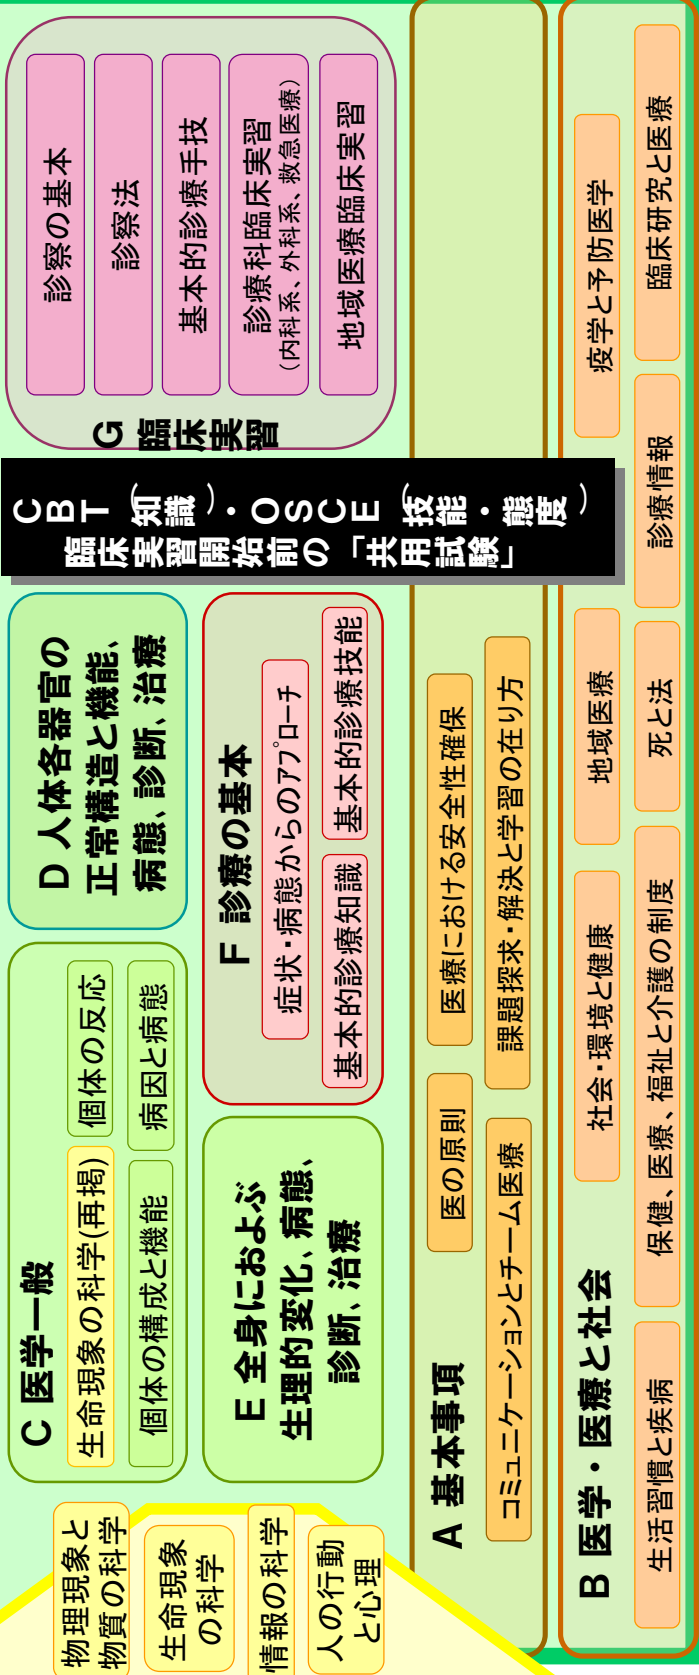 物理現象と
物質の科学
生命現象
の科学
情報の科学
人の行動
と心理
C 医学一般
生命現象の科学(再掲)
個体の反応
個体の構成と機能
病因と病態
D 人体各器官の
正常構造と機能、
病態、診断、治療
E 全身におよぶ
生理的変化、病態、
診断、治療
F 診療の基本
症状・病態からのアプローチ
基本的診療知識
基本的診療技能
CBT(知識)・OSCE(技能・態度)
臨床実習開始前の「共用試験」
G 臨床実習
診察の基本
診察法
基本的診療手技
診療科臨床実習
(内科系、外科系、救急医療)
地域医療臨床実習
A 基本事項
医の原則
医療における安全性確保
コミュニケーションとチーム医療
課題探求・解決と学習の在り方
B 医学・医療と社会
社会・環境と健康
地域医療
疫学と予防医学
生活習慣と疾病
保健、医療、福祉と介護の制度
死と法
診療情報
臨床研究と医療